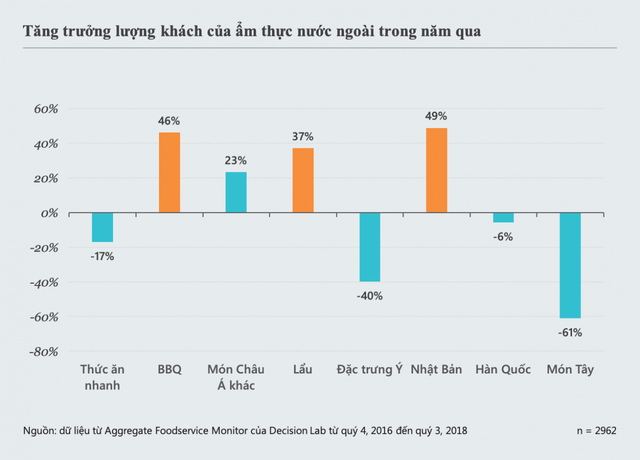 Tăng trưởng lượng khách của ẩm thực nước ngoài trong năm qua
60%
40%
20%
0%
-20%
-40%
-60%
-80%
-17%
46%
23%
37%
-40%
49%
-6%
-61%
Thức ăn nhanh
BBQ
Món Châu Á khác
Lẩu
Đặc trưng Ý
Nhật Bản
Hàn Quốc
Món Tây
Nguồn: dữ liệu từ Aggregate Foodservice Monitor của Decision Lab từ quý 4, 2016 đến quý 3, 2018
n = 2962